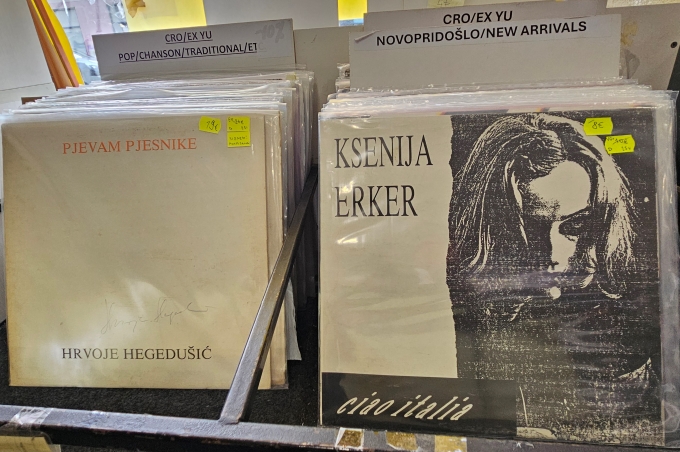 CRO/EX YU
POP/CHANSON/TRADITIONAL/ET
CRO/EX YU
NOVOPRIDOŠLO/NEW ARRIVALS
PJEVAM PJESNIKE
HRVOJE HEGEDUŠIĆ
KSENIJA
ERKER
8€
ciao italia